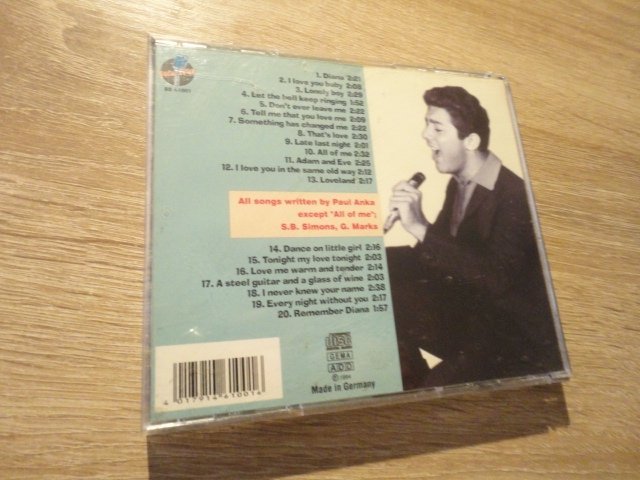 1. Diana 2:21
2. I love you baby 2:08
3. Lonely boy 2:29
4. Let the bell keep ringing 1:52
5. Don't ever leave me 2:22
6. Tell me that you love me 2:09
7. Something has changed me 2:22
8. That's love 2:30
9. Late last night 2:01
10. All of me 2:32
11. Adam and Eve 2:25
12. I love you in the same old way 2:12
13. Loveland 2:17
All songs written by Paul Anka
except "All of me";
S.B. Simons, G. Marks
14. Dance on little girl 2:16
15. Tonight my love tonight 2:03
16. Love me warm and tender 2:14
17. A steel guitar and a glass of wine 2:03
18. I never knew your name 2:38
19. Every night without you 2:17
20. Remember Diana 1:57
disc
GEMA
ADD
℗ 1994
Made in Germany
4 017914 610014